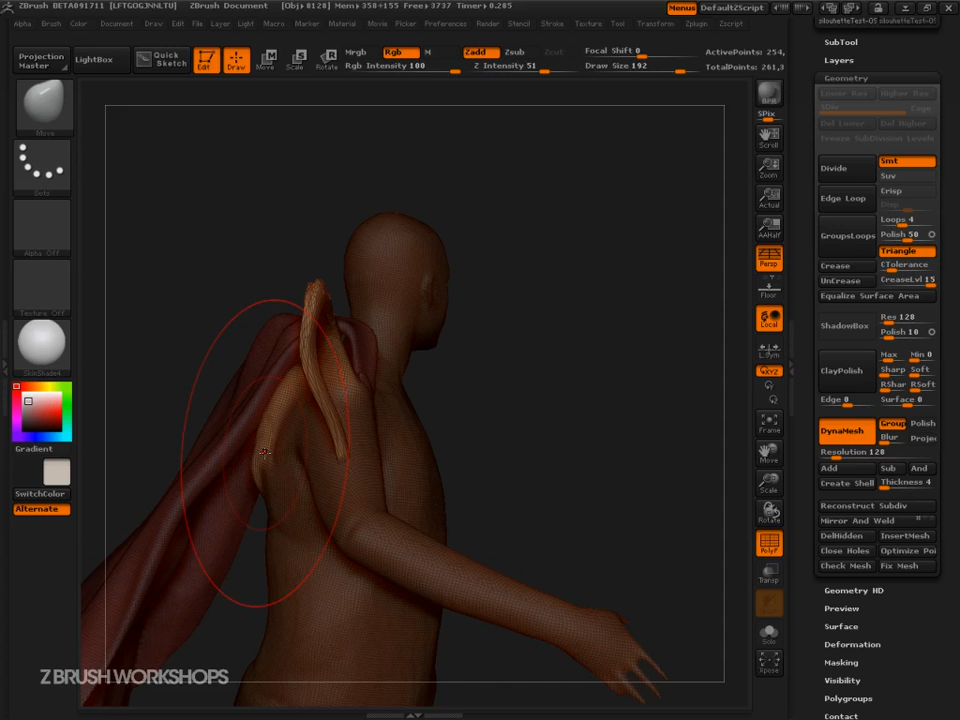 ZBrush BETA091711 [LFTGOGJNNLTU] ZBrush Document [Obj]8128 | Mem>358+155 Free>3737 Timer>0.285 Menus DefaultZScript
silouhetteTest-05 silouhetteTest-05
Alpha Brush Color Document Draw Edit File Layer Light Macro Marker Material Movie Picker Preferences Render Stencil Stroke Texture Tool Transform Zplugin Zscript
Projection Master LightBox Quick Sketch Edit Draw Move Scale Rotate
Mrgb Rgb M
Rgb Intensity 100
Zadd Zsub Zcut
Z Intensity 51
Focal Shift 0
Draw Size 192
ActivePoints: 254,
TotalPoints: 261,3
Move
Dots
Alpha Off
Texture Off
SkinShade4
Gradient
SwitchColor
Alternate
BPR
SPix
Scroll
Zoom
Actual
AAHalf
Persp
Floor
Local
L.Sym
XYZ
Frame
Move
Scale
Rotate
PolyF
Transp
Solo
Xpose
SubTool
Layers
Geometry
Lower Res Higher Res
SDiv Cage
Del Lower Del Higher
Freeze SubDivision Levels
Divide Smt
Suv
Edge Loop Crisp
Disp
Loops 4
GroupsLoops Polish 50
Triangle
Crease CTolerance
UnCrease CreaseLvl 15
Equalize Surface Area
ShadowBox Res 128
Polish 10
Max Min 0
ClayPolish Sharp Soft
RShar RSoft
Edge 0 Surface 0
DynaMesh Group Polish
Blur Projec
Resolution 128
Add Sub And
Create Shell Thickness 4
Reconstruct Subdiv
Mirror And Weld
DelHidden InsertMesh
Close Holes Optimize Poi
Check Mesh Fix Mesh
Geometry HD
Preview
Surface
Deformation
Masking
Visibility
Polygroups
Contact
Z BRUSH WORKSHOPS